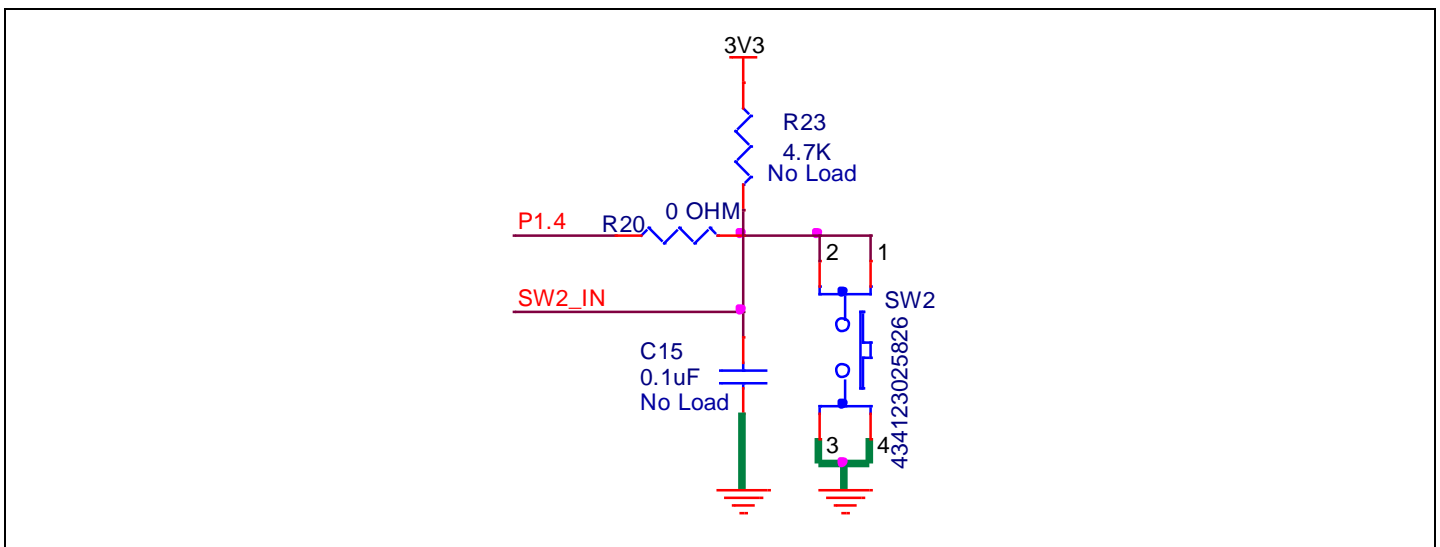 3V3
R23
4.7K
No Load
P1.4
R20
0 OHM
2
1
SW2_IN
SW2
434123025826
C15
0.1uF
No Load
3
4